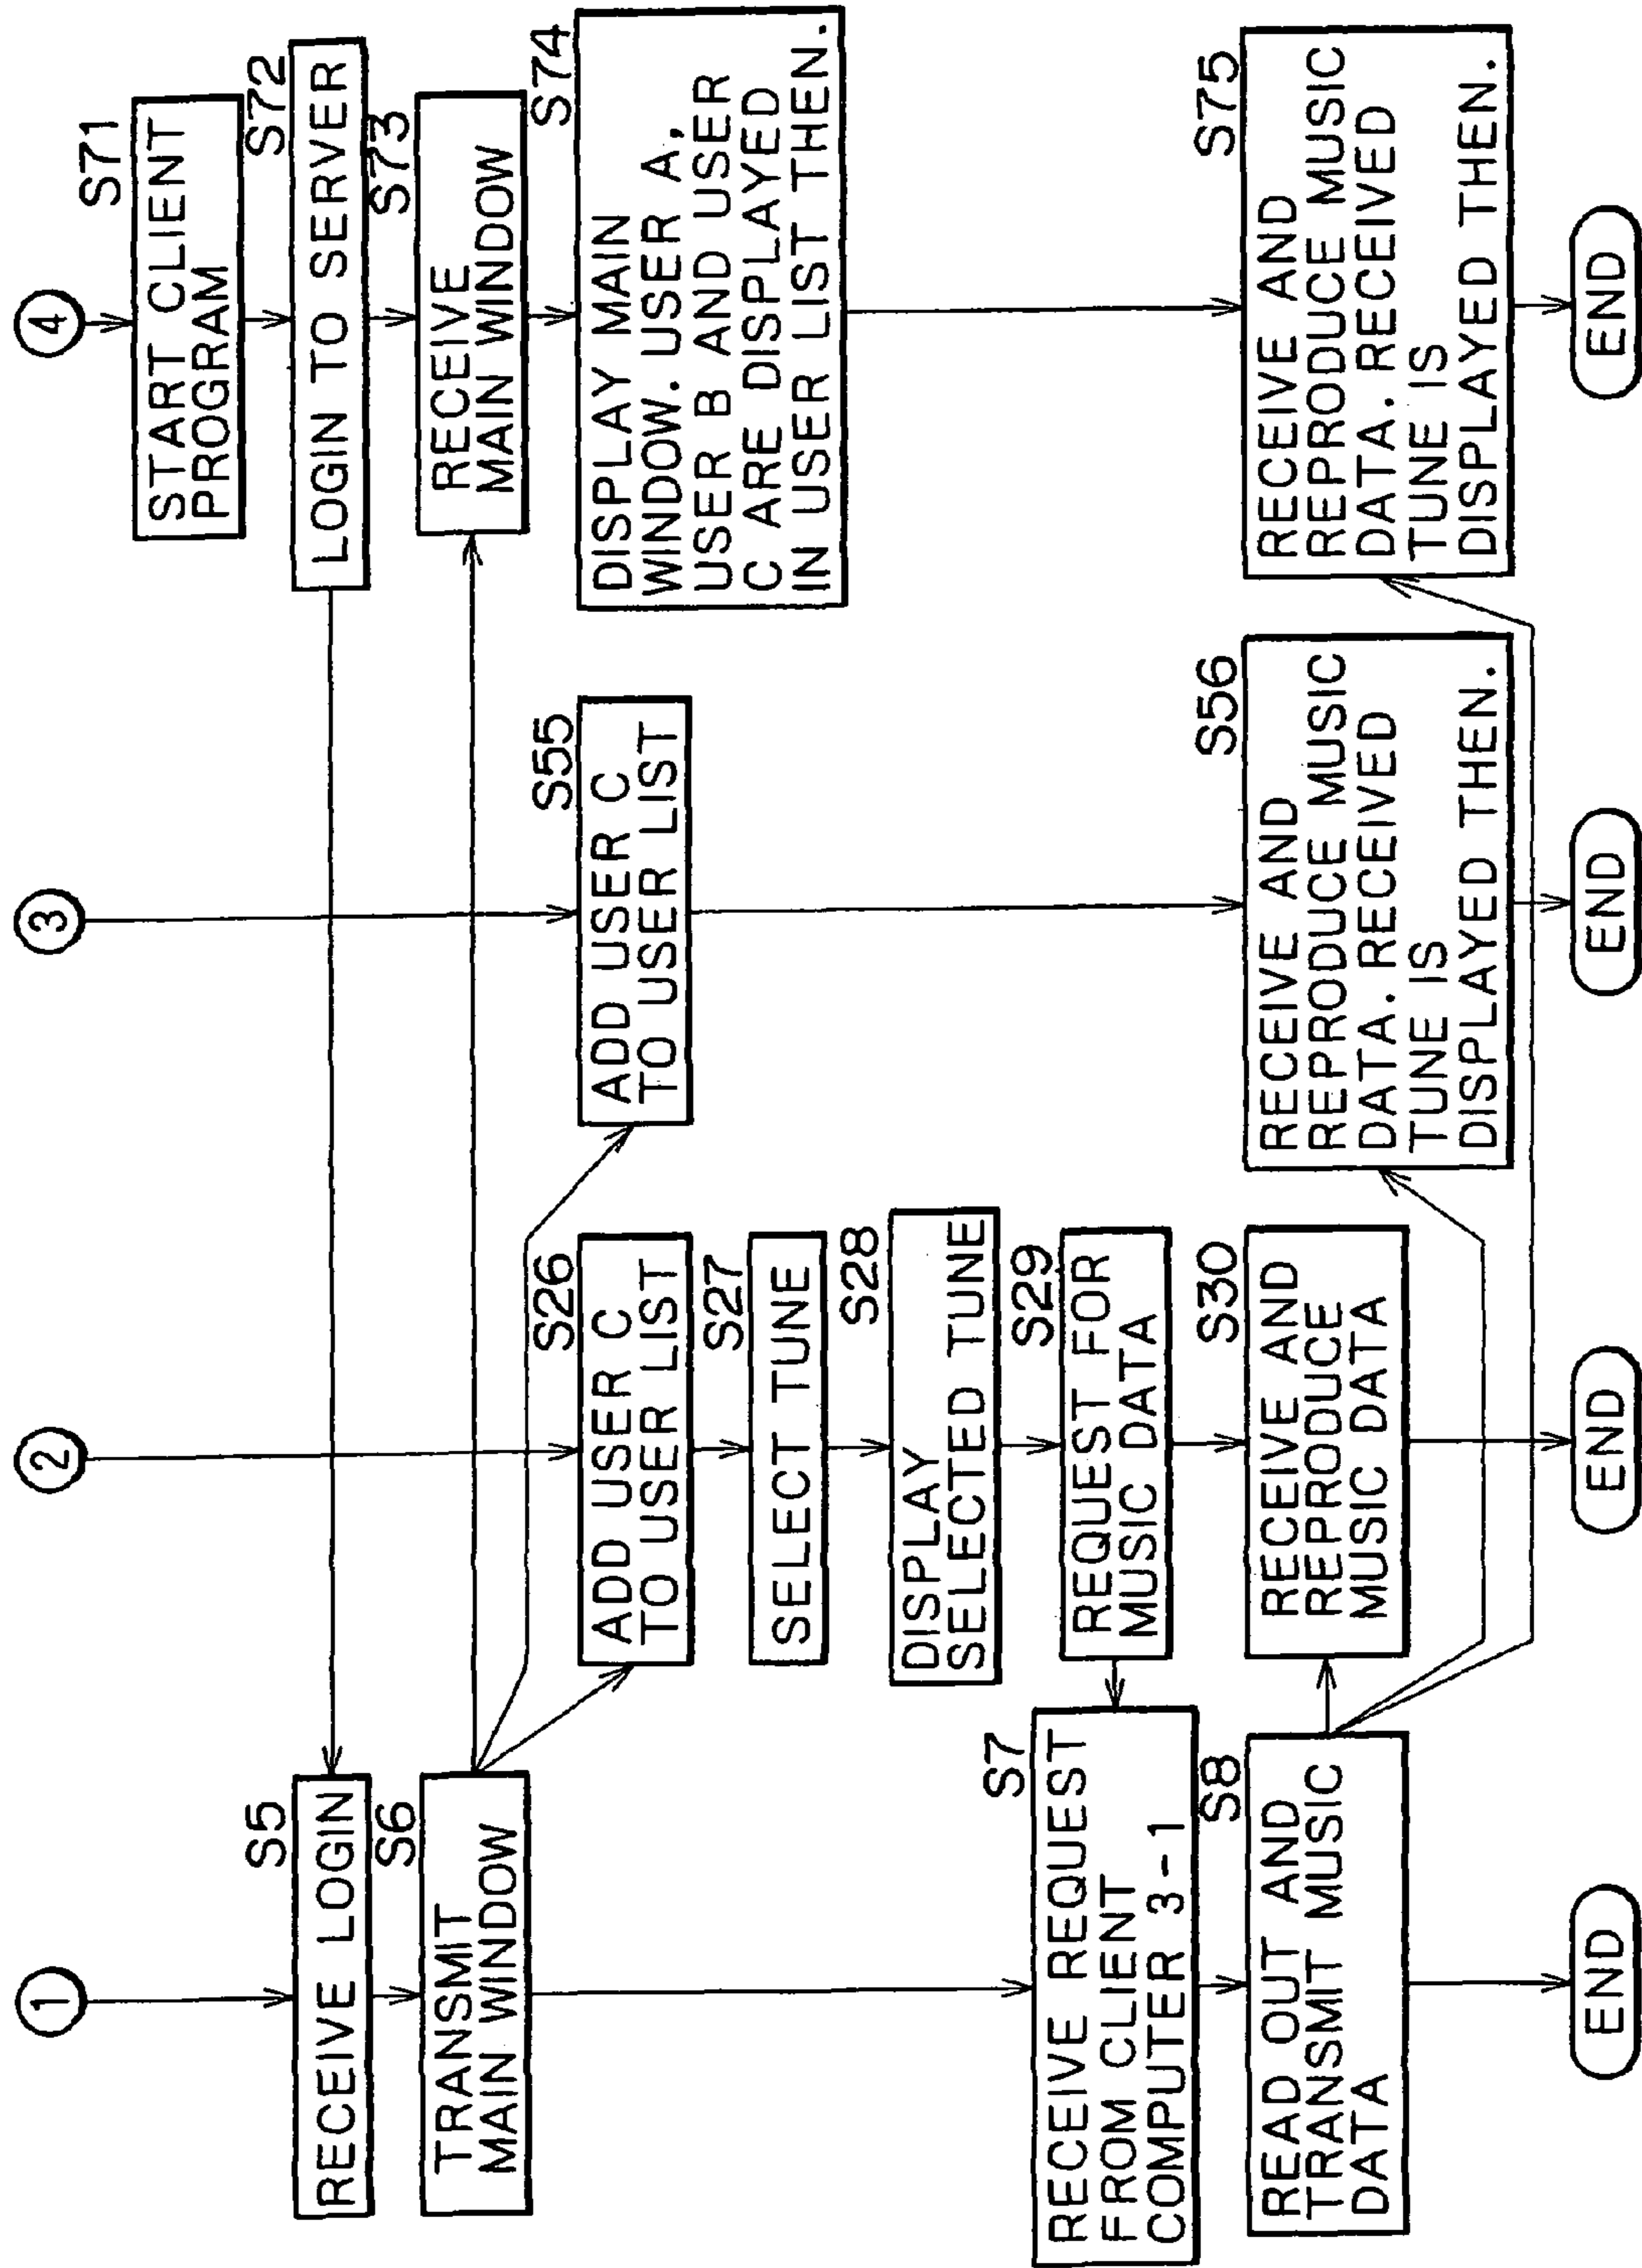 1
S5
RECEIVE LOGIN
S6
TRANSMIT
MAIN WINDOW
S7
RECEIVE REQUEST
FROM CLIENT
COMPUTER 3-1
S8
READ OUT AND
TRANSMIT MUSIC
DATA
END
2
S26
ADD USER C
TO USER LIST
S27
SELECT TUNE
S28
DISPLAY
SELECTED TUNE
S29
REQUEST FOR
MUSIC DATA
S30
RECEIVE AND
REPRODUCE
MUSIC DATA
END
3
S55
ADD USER C
TO USER LIST
S56
RECEIVE AND
REPRODUCE MUSIC
DATA. RECEIVED
TUNE IS
DISPLAYED THEN.
END
4
S71
START CLIENT
PROGRAM
S72
LOGIN TO SERVER
S73
RECEIVE
MAIN WINDOW
S74
DISPLAY MAIN
WINDOW. USER A,
USER B AND USER
C ARE DISPLAYED
IN USER LIST THEN.
S75
RECEIVE AND
REPRODUCE MUSIC
DATA. RECEIVED
TUNE IS
DISPLAYED THEN.
END